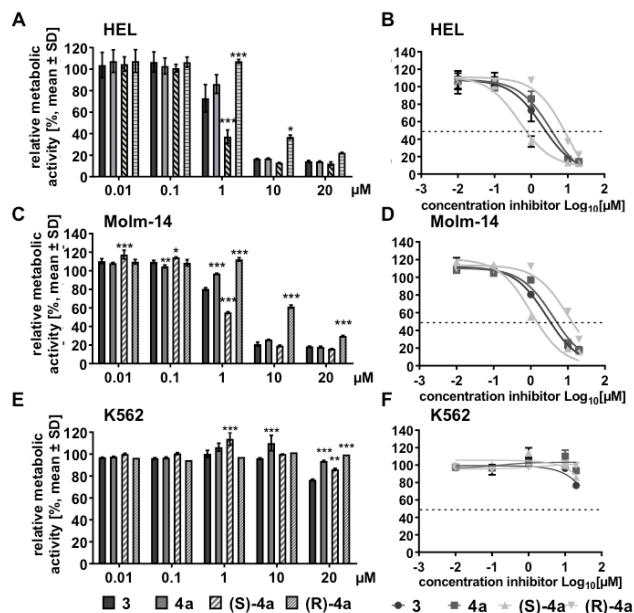 A HEL
relative metabolic
activity [%, mean ± SD]
120
100
80
60
40
20
0
***
***
*
0.01 0.1 1 10 20 µM
B HEL
120
100
80
60
40
20
0
-3 -2 -1 0 1 2
concentration inhibitor Log10[µM]
C Molm-14
relative metabolic
activity [%, mean ± SD]
120
100
80
60
40
20
0
***
**
*
***
***
***
***
***
0.01 0.1 1 10 20 µM
D Molm-14
120
100
80
60
40
20
0
-3 -2 -1 0 1 2
concentration inhibitor Log10[µM]
E K562
relative metabolic
activity [%, mean ± SD]
120
100
80
60
40
20
0
***
***
***
**
***
0.01 0.1 1 10 20 µM
F K562
140
120
100
80
60
40
20
0
-3 -2 -1 0 1 2
concentration inhibitor Log10[µM]
3 4a (S)-4a (R)-4a
3 4a (S)-4a (R)-4a